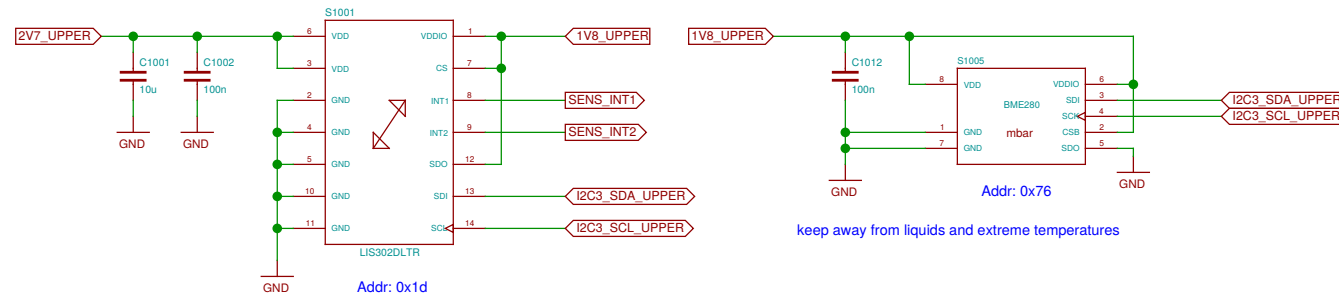 S1001
2V7_UPPER
6 VDD
VDDIO 1
1V8_UPPER
C1001
10u
C1002
100n
3 VDD
CS 7
2 GND
INT1 8
SENS_INT1
4 GND
INT2 9
SENS_INT2
GND
GND
5 GND
SDO 12
10 GND
SDI 13
I2C3_SDA_UPPER
11 GND
SCL 14
I2C3_SCL_UPPER
LIS302DLTR
GND
Addr: 0x1d
1V8_UPPER
C1012
100n
S1005
8 VDD
VDDIO 6
BME280
SDI 3
I2C3_SDA_UPPER
SCK 4
I2C3_SCL_UPPER
mbar
1 GND
CSB 2
7 GND
SDO 5
GND
GND
Addr: 0x76
keep away from liquids and extreme temperatures